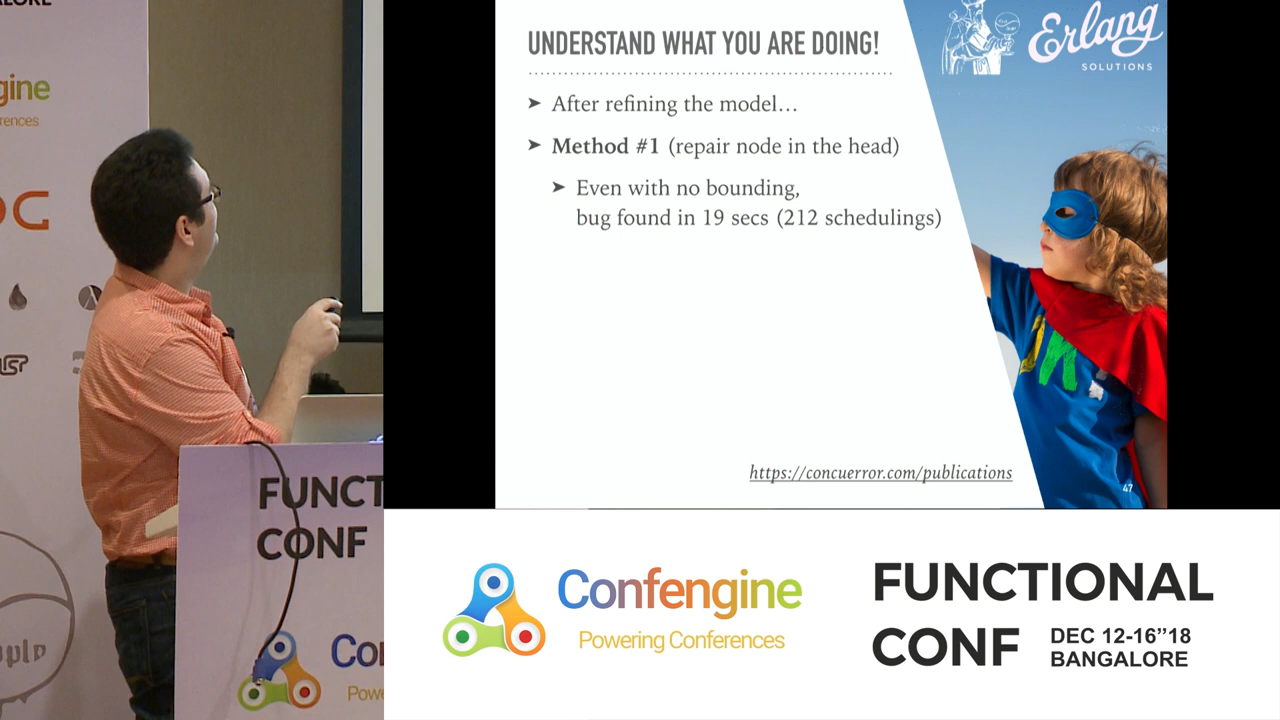 UNDERSTAND WHAT YOU ARE DOING!
➤ After refining the model…
➤ Method #1 (repair node in the head)
➤ Even with no bounding,
bug found in 19 secs (212 schedulings)
https://concuerror.com/publications
47
Erlang
SOLUTIONS
FUNCT
CONF
Confengine
Powering Conferences
FUNCTIONAL
CONF
DEC 12-16”18
BANGALORE